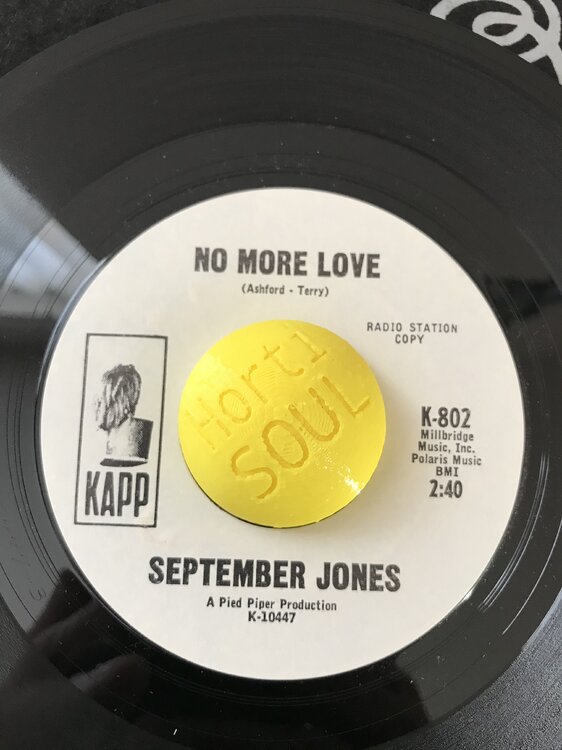 NO MORE LOVE
(Ashford - Terry)
RADIO STATION
COPY
Horti
SOUL
KAPP
K-802
Millbridge
Music, Inc.
Polaris Music
BMI
2:40
SEPTEMBER JONES
A Pied Piper Production
K-10447